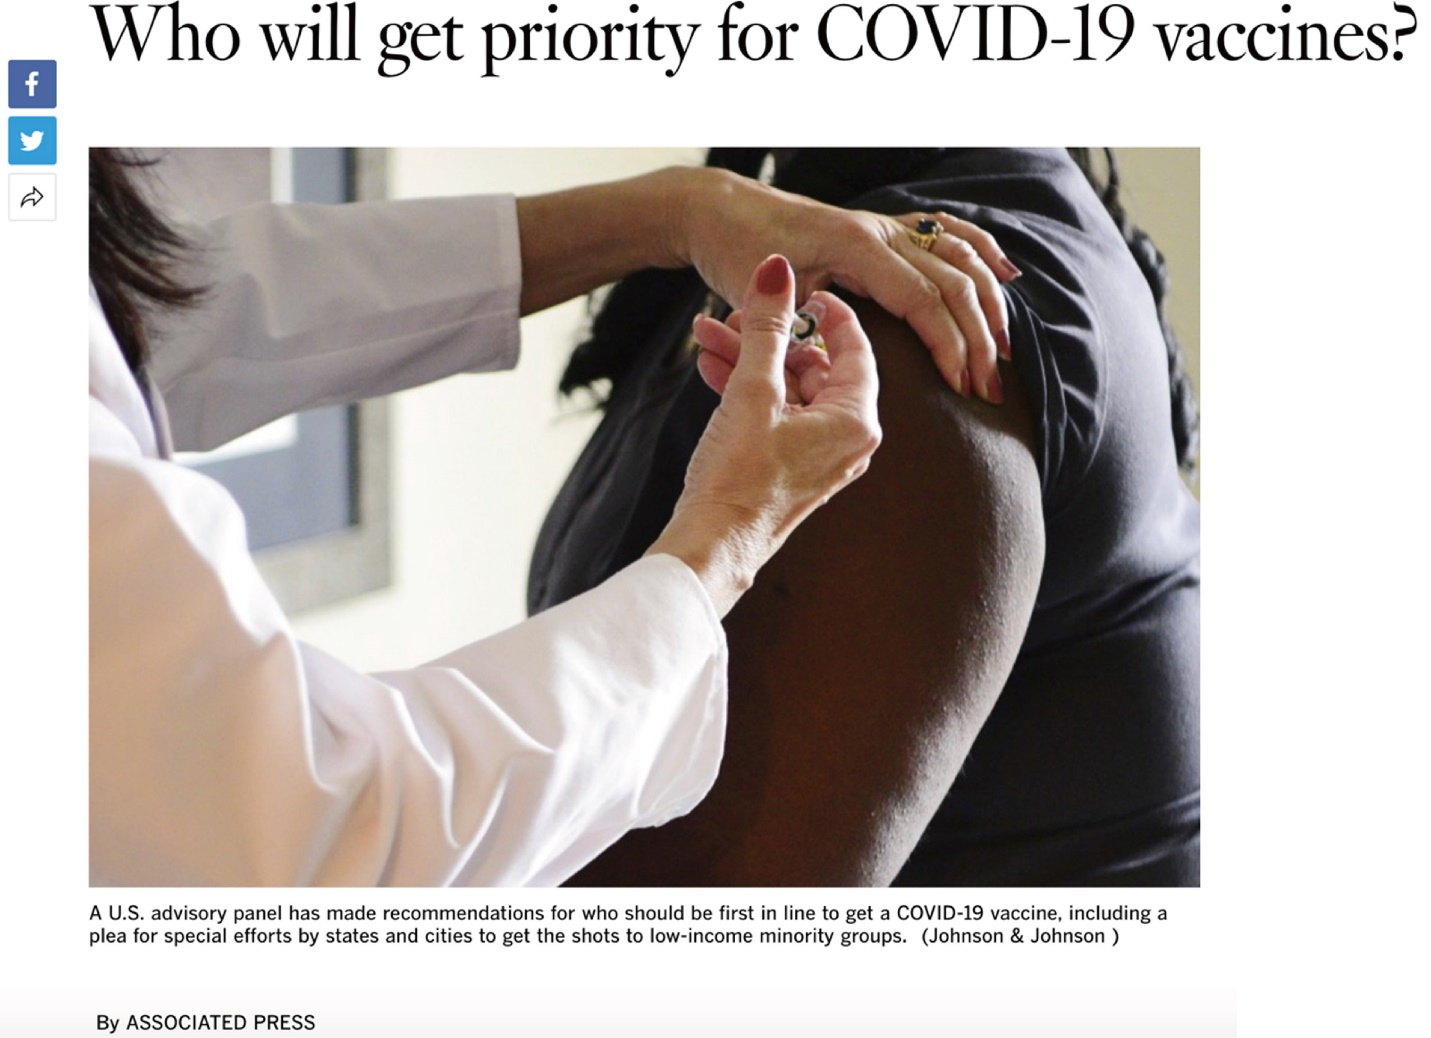 Who will get priority for COVID-19 vaccines?
A U.S. advisory panel has made recommendations for who should be first in line to get a COVID-19 vaccine, including a
plea for special efforts by states and cities to get the shots to low-income minority groups.  (Johnson & Johnson )
By ASSOCIATED PRESS